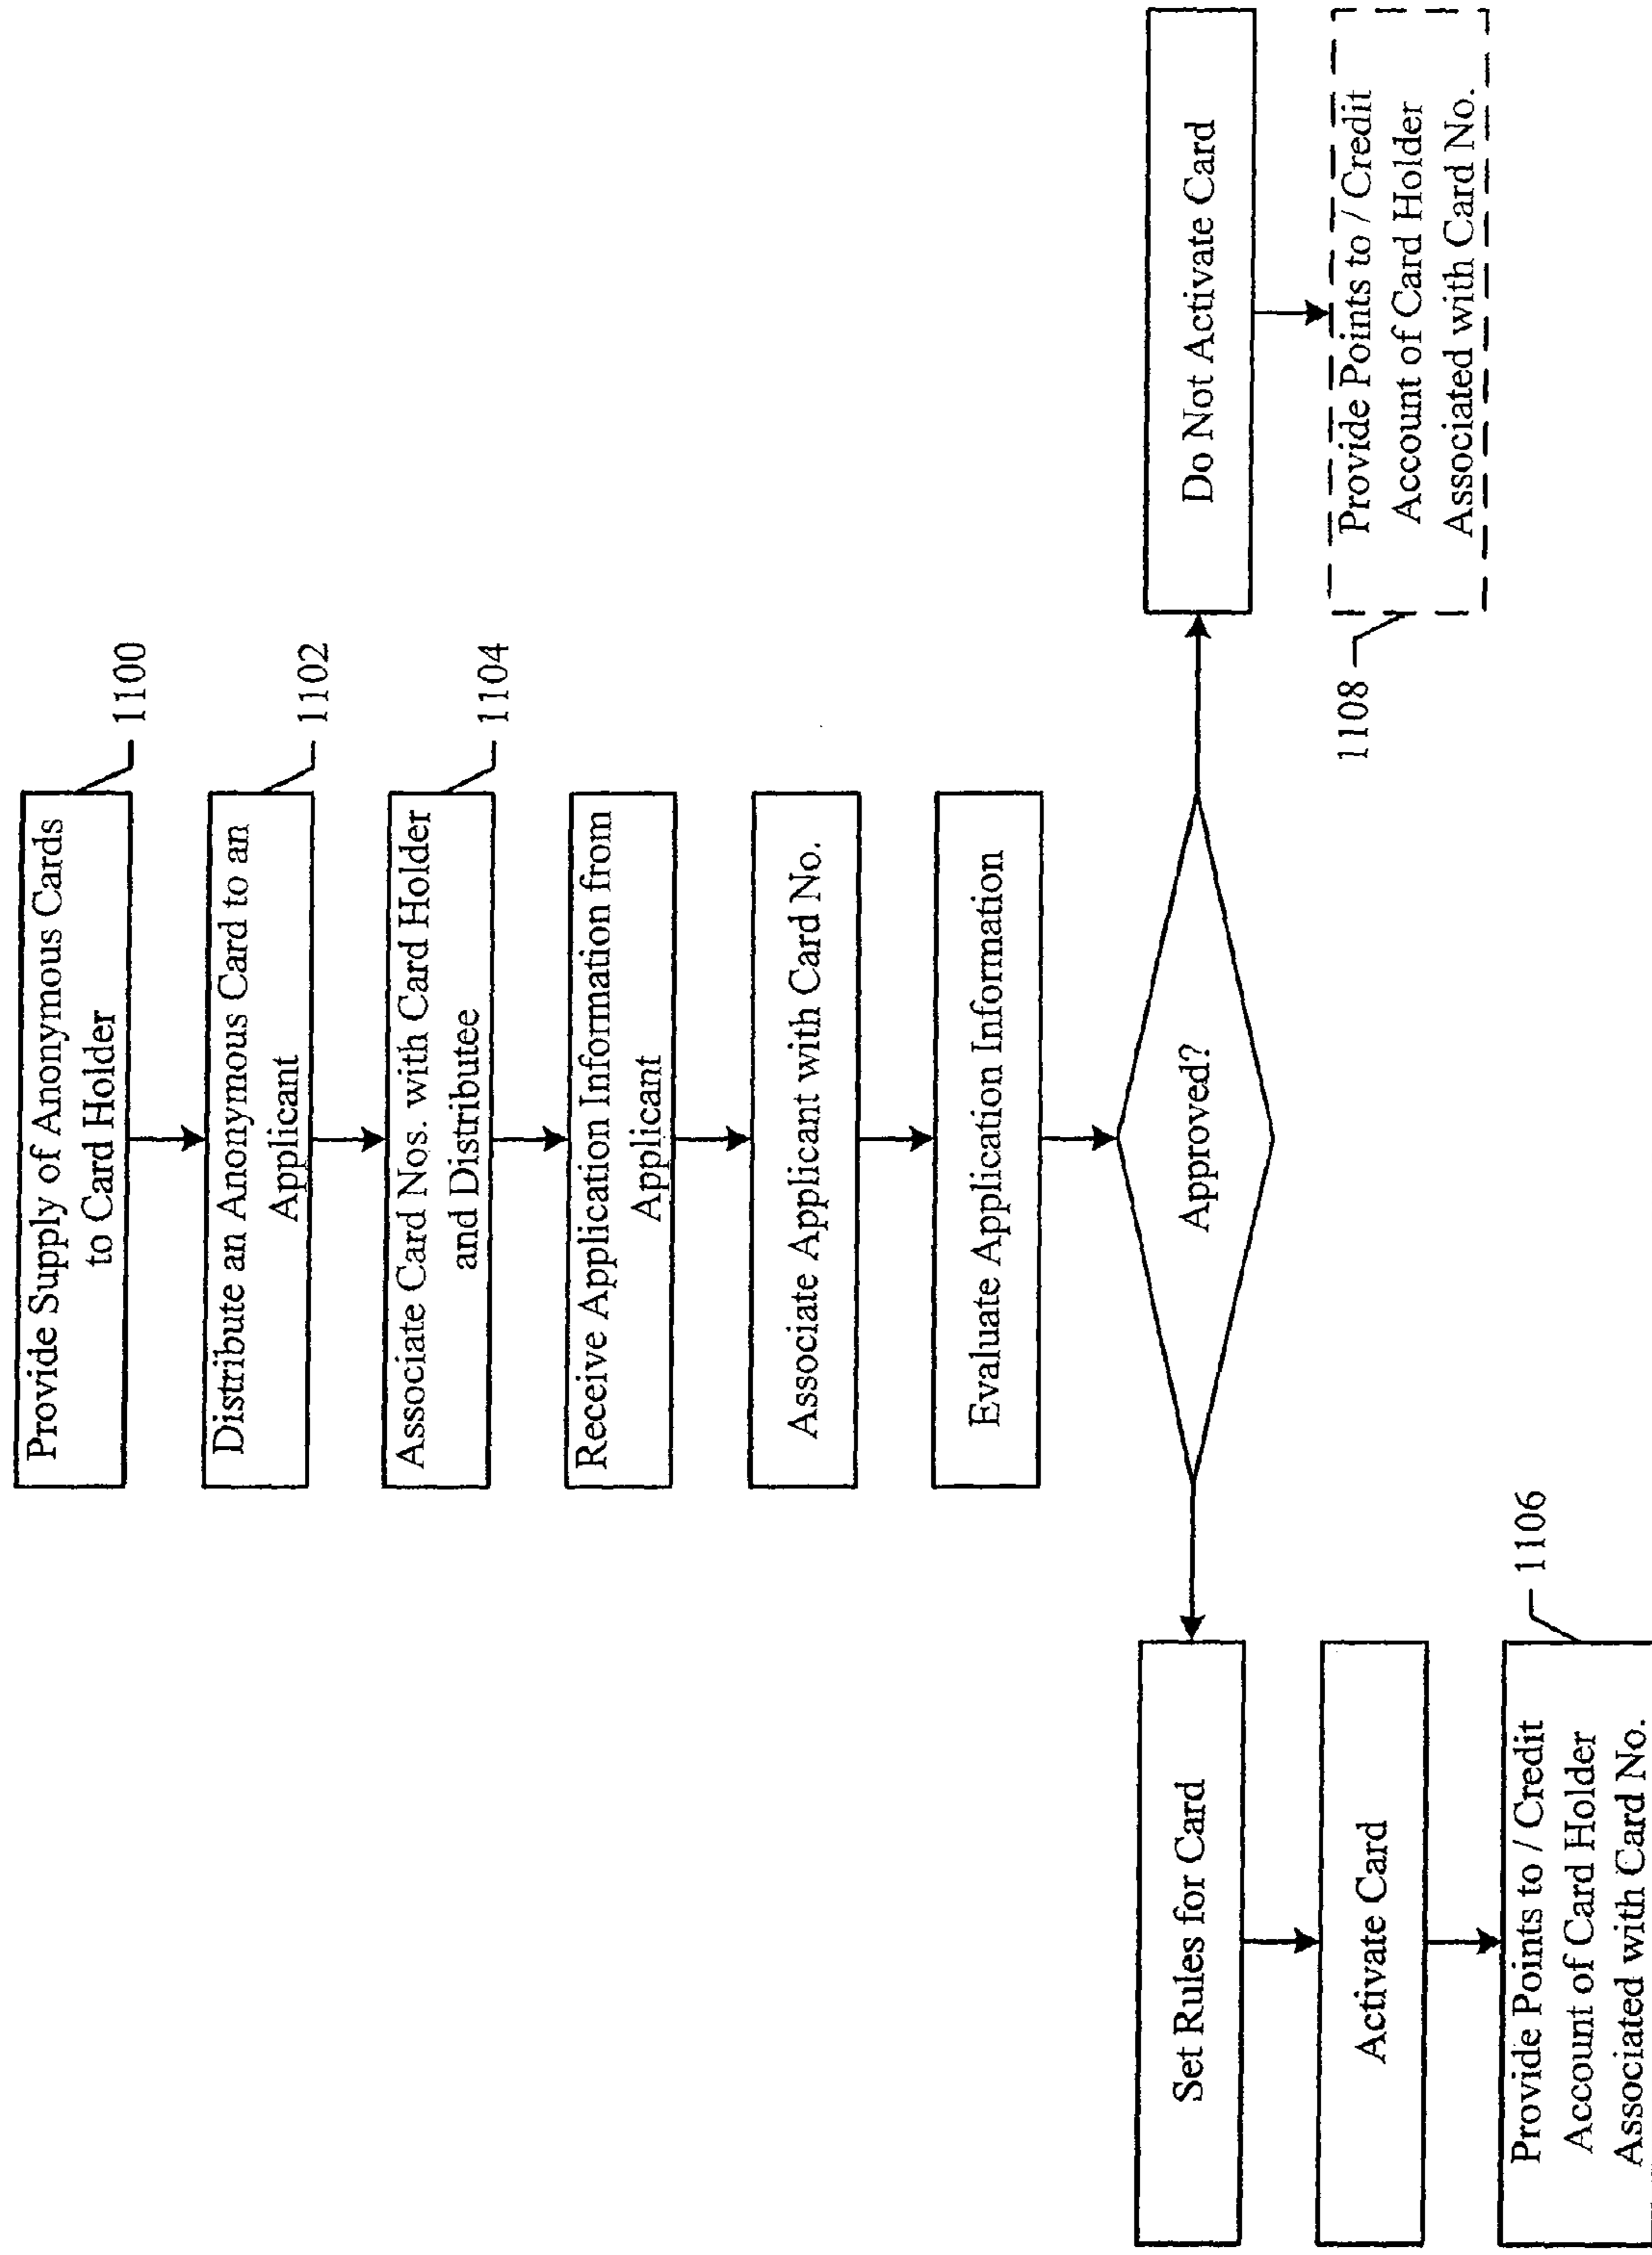 Provide Supply of Anonymous Cards
to Card Holder
1100
Distribute an Anonymous Card to an
Applicant
1102
Associate Card Nos. with Card Holder
and Distributee
1104
Receive Application Information from
Applicant
Associate Applicant with Card No.
Evaluate Application Information
Approved?
Set Rules for Card
Activate Card
Provide Points to / Credit
Account of Card Holder
Associated with Card No.
1106
Do Not Activate Card
Provide Points to / Credit
Account of Card Holder
Associated with Card No.
1108